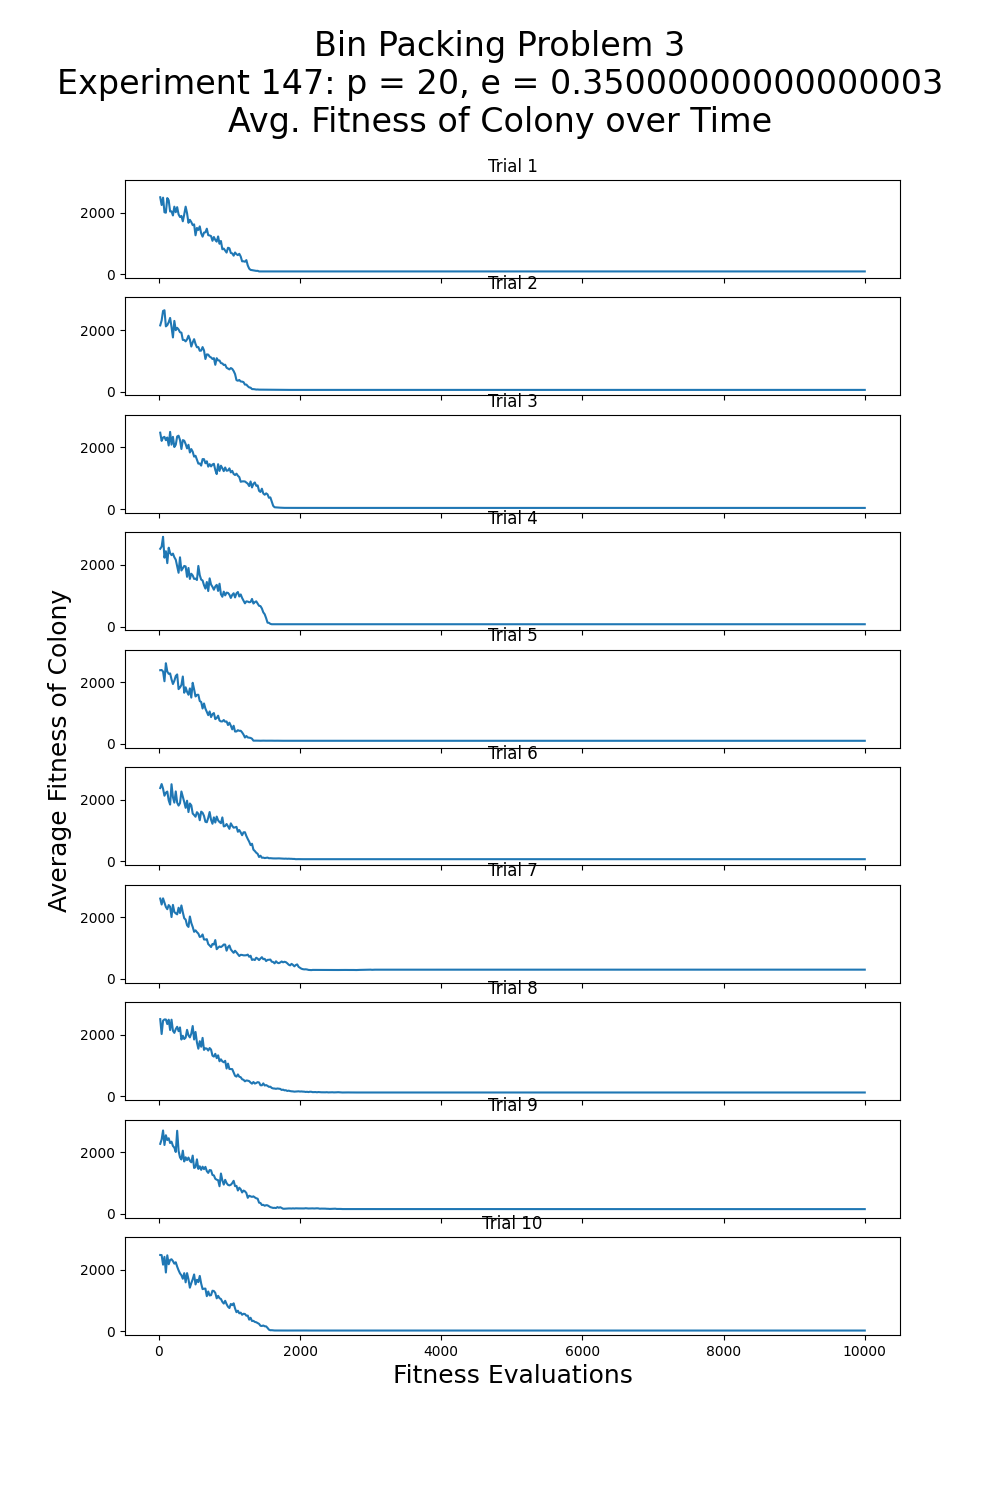 Bin Packing Problem 3
Experiment 147: p = 20, e = 0.35000000000000003
Avg. Fitness of Colony over Time
Trial 1
2000
0
Trial 2
2000
0
Trial 3
2000
0
Trial 4
2000
0
Trial 5
2000
0
Trial 6
2000
0
Trial 7
2000
0
Trial 8
2000
0
Trial 9
2000
0
Trial 10
2000
0
0 2000 4000 6000 8000 10000
Fitness Evaluations
Average Fitness of Colony